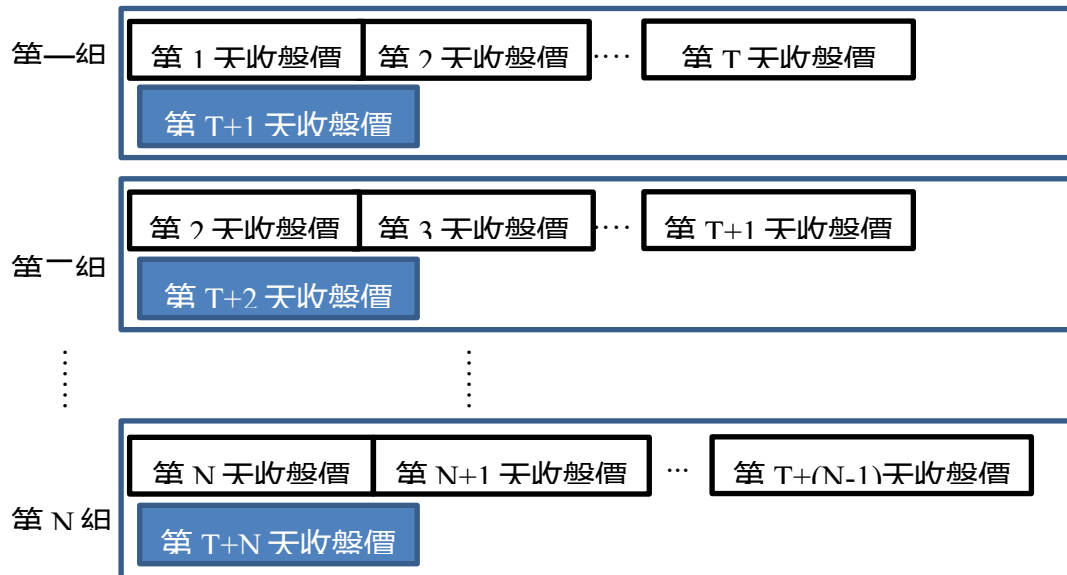 第一組
第 1 天收盤價 第 2 天收盤價 ···· 第 T 天收盤價
第 T+1 天收盤價
第二組
第 2 天收盤價 第 3 天收盤價 ···· 第 T+1 天收盤價
第 T+2 天收盤價
第 N 組
第 N 天收盤價 第 N+1 天收盤價 ··· 第 T+(N-1)天收盤價
第 T+N 天收盤價